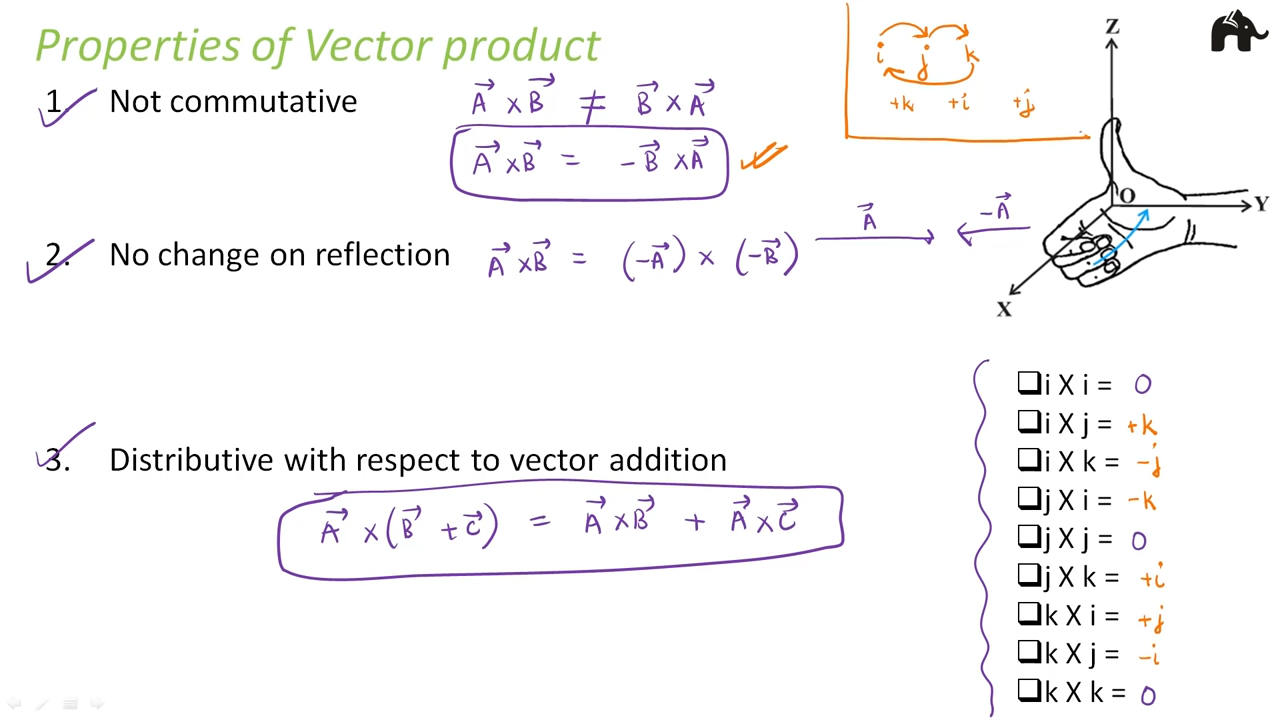 Properties of Vector product
1. Not commutative A⃗ × B⃗ ≠ B⃗ × A⃗
A⃗ × B⃗ = − B⃗ × A⃗
2. No change on reflection A⃗ × B⃗ = (−A⃗) × (−B⃗)
3. Distributive with respect to vector addition
A⃗ × (B⃗ + C⃗) = A⃗ × B⃗ + A⃗ × C⃗
i j k
+k +i +j
A⃗ −A⃗
Z
O
Y
X
❑i X i = 0
❑i X j = +k
❑i X k = −j
❑j X i = −k
❑j X j = 0
❑j X k = +i
❑k X i = +j
❑k X j = −i
❑k X k = 0